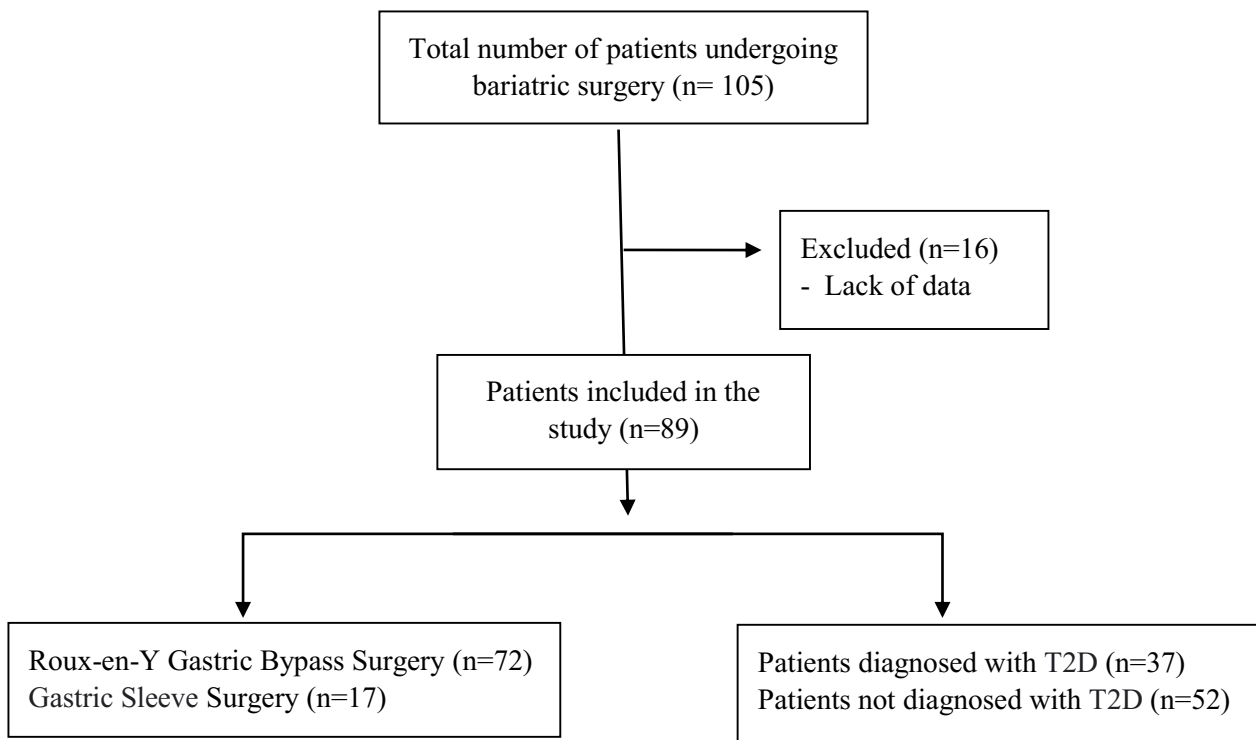 Total number of patients undergoing
bariatric surgery (n= 105)
Excluded (n=16)
- Lack of data
Patients included in the
study (n=89)
Roux-en-Y Gastric Bypass Surgery (n=72)
Gastric Sleeve Surgery (n=17)
Patients diagnosed with T2D (n=37)
Patients not diagnosed with T2D (n=52)